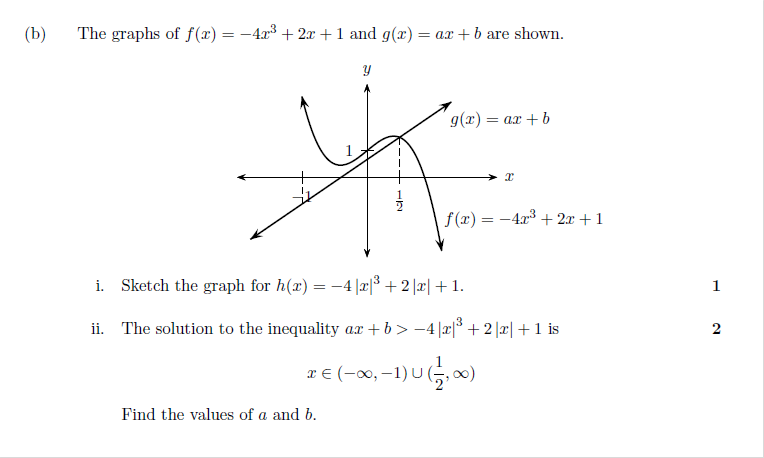 (b) The graphs of f(x) = −4x³ + 2x + 1 and g(x) = ax + b are shown.
y
g(x) = ax + b
1
x
−1
1/2
f(x) = −4x³ + 2x + 1
i. Sketch the graph for h(x) = −4 |x|³ + 2 |x| + 1. 1
ii. The solution to the inequality ax + b > −4 |x|³ + 2 |x| + 1 is 2
x ∈ (−∞, −1) ∪ (1/2, ∞)
Find the values of a and b.